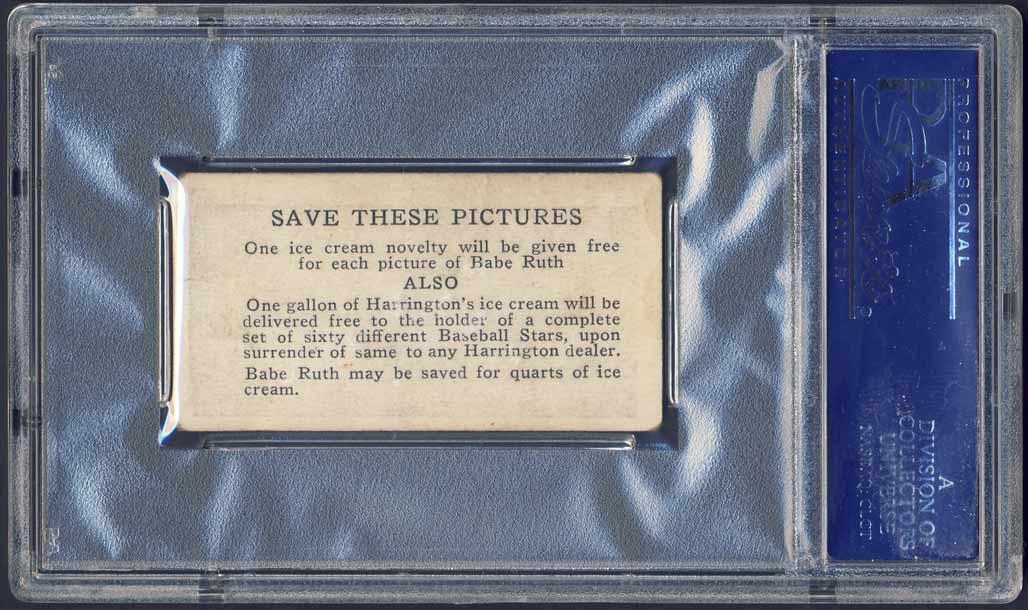 SAVE THESE PICTURES
One ice cream novelty will be given free
for each picture of Babe Ruth
ALSO
One gallon of Harrington's ice cream will be
delivered free to the holder of a complete
set of sixty different Baseball Stars, upon
surrender of same to any Harrington dealer.
Babe Ruth may be saved for quarts of ice
cream.
PROFESSIONAL
PSA
A
DIVISION OF
COLLECTORS
UNIVERSE
NASDAQ: CLCT